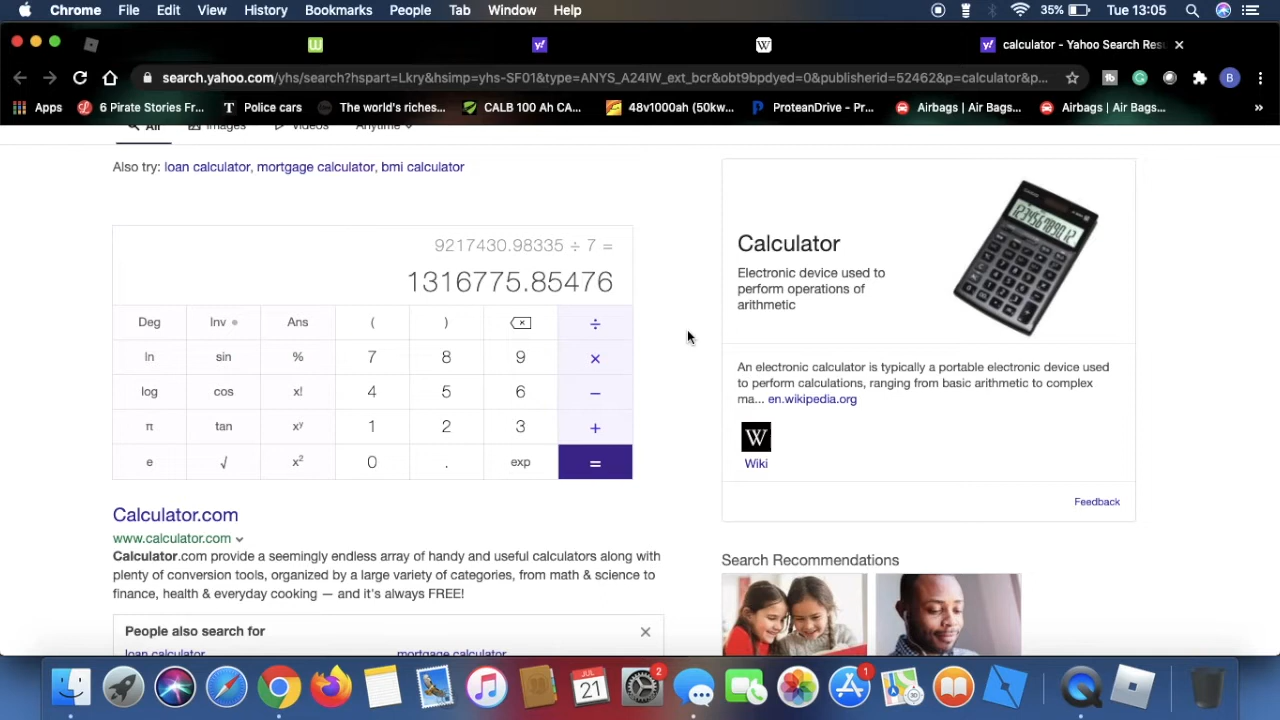 Chrome File Edit View History Bookmarks People Tab Window Help 35% Tue 13:05
calculator - Yahoo Search Res
search.yahoo.com/yhs/search?hspart=Lkry&hsimp=yhs-SF01&type=ANYS_A24IW_ext_bcr&obt9bpdyed=0&publisherid=52462&p=calculator&p... B
Apps 6 Pirate Stories Fr... Police cars The world's riches... CALB 100 Ah CA... 48v1000ah (50kw... ProteanDrive - Pr... Airbags | Air Bags... Airbags | Air Bags... »
All Images Videos Anytime
Also try: loan calculator, mortgage calculator, bmi calculator
9217430.98335 ÷ 7 =
1316775.85476
Deg Inv Ans ( ) ÷
ln sin % 7 8 9 ×
log cos x! 4 5 6 −
π tan xʸ 1 2 3 +
e √ x² 0 . exp =
Calculator
Electronic device used to
perform operations of
arithmetic
An electronic calculator is typically a portable electronic device used
to perform calculations, ranging from basic arithmetic to complex
ma... en.wikipedia.org
W
Wiki
Feedback
Calculator.com
www.calculator.com
Calculator.com provide a seemingly endless array of handy and useful calculators along with
plenty of conversion tools, organized by a large variety of categories, from math & science to
finance, health & everyday cooking — and it's always FREE!
People also search for
loan calculator mortgage calculator
Search Recommendations
2 JUL 21 1